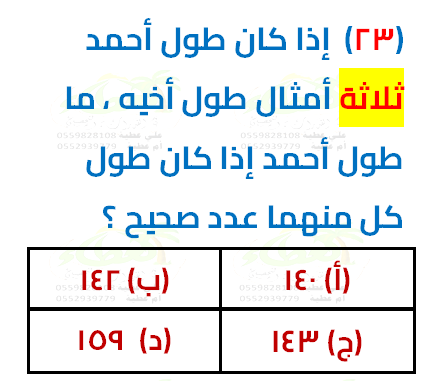 (٢٣) إذا كان طول أحمد
ثلاثة أمثال طول أخيه ، ما
طول أحمد إذا كان طول
كل منهما عدد صحيح ؟
(أ) ١٤٠ (ب) ١٤٢
(ج) ١٤٣ (د) ١٥٩